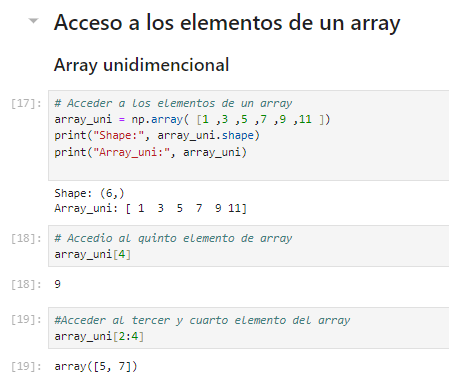 Acceso a los elementos de un array
Array unidimencional
[17]: # Acceder a los elementos de un array
array_uni = np.array( [1 ,3 ,5 ,7 ,9 ,11 ])
print("Shape:", array_uni.shape)
print("Array_uni:", array_uni)
Shape: (6,)
Array_uni: [ 1  3  5  7  9 11]
[18]: # Accedio al quinto elemento de array
array_uni[4]
[18]: 9
[19]: #Acceder al tercer y cuarto elemento del array
array_uni[2:4]
[19]: array([5, 7])